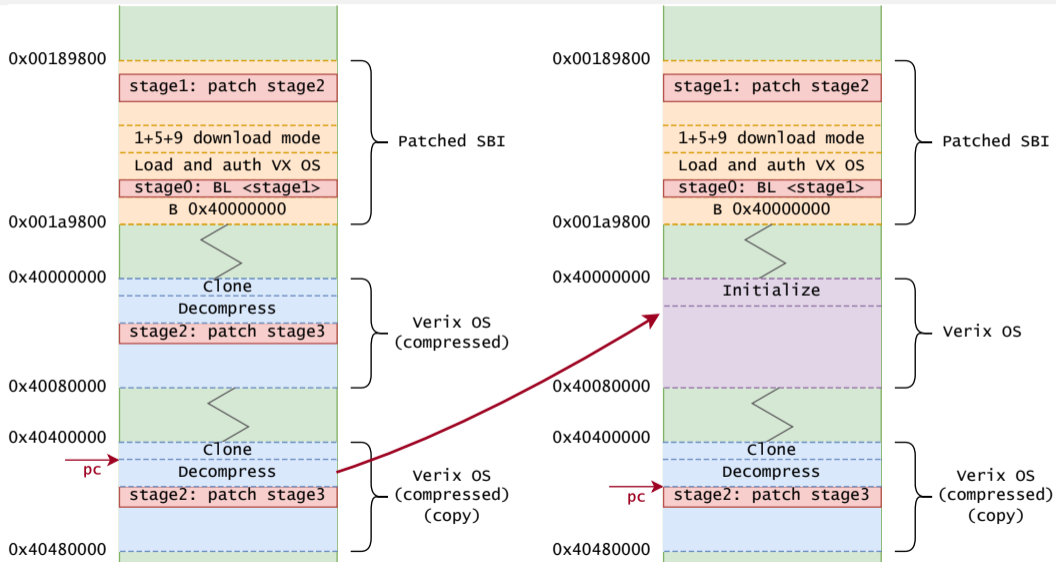 0x00189800
stage1: patch stage2
1+5+9 download mode
Load and auth VX OS
stage0: BL <stage1>
B 0x40000000
0x001a9800
Patched SBI
0x40000000
Clone
Decompress
stage2: patch stage3
Verix OS
(compressed)
0x40080000
0x40400000
Clone
pc
Decompress
stage2: patch stage3
Verix OS
(compressed)
(copy)
0x40480000
0x00189800
stage1: patch stage2
1+5+9 download mode
Load and auth VX OS
stage0: BL <stage1>
B 0x40000000
0x001a9800
Patched SBI
0x40000000
Initialize
Verix OS
0x40080000
0x40400000
Clone
Decompress
pc
stage2: patch stage3
Verix OS
(compressed)
(copy)
0x40480000